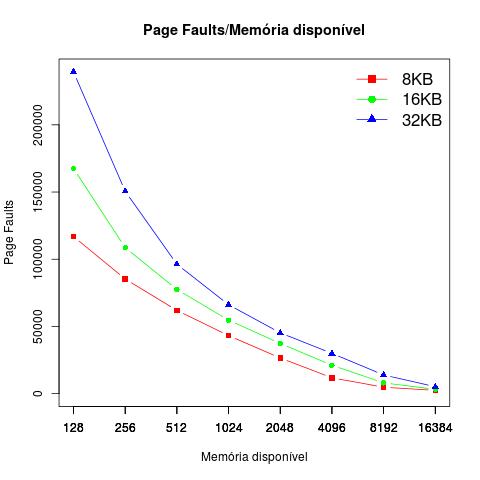 Page Faults/Memória disponível
8KB
16KB
32KB
Page Faults
200000
150000
100000
50000
0
128 256 512 1024 2048 4096 8192 16384
Memória disponível